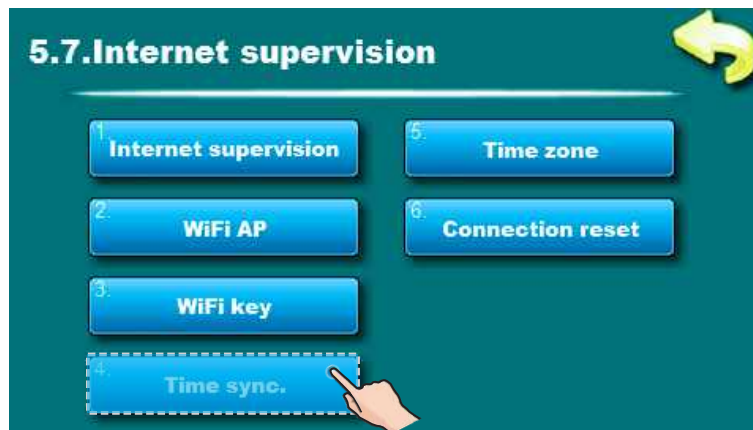 5.7.Internet supervision
1. Internet supervision
2. WiFi AP
3. WiFi key
4. Time sync.
5. Time zone
6. Connection reset